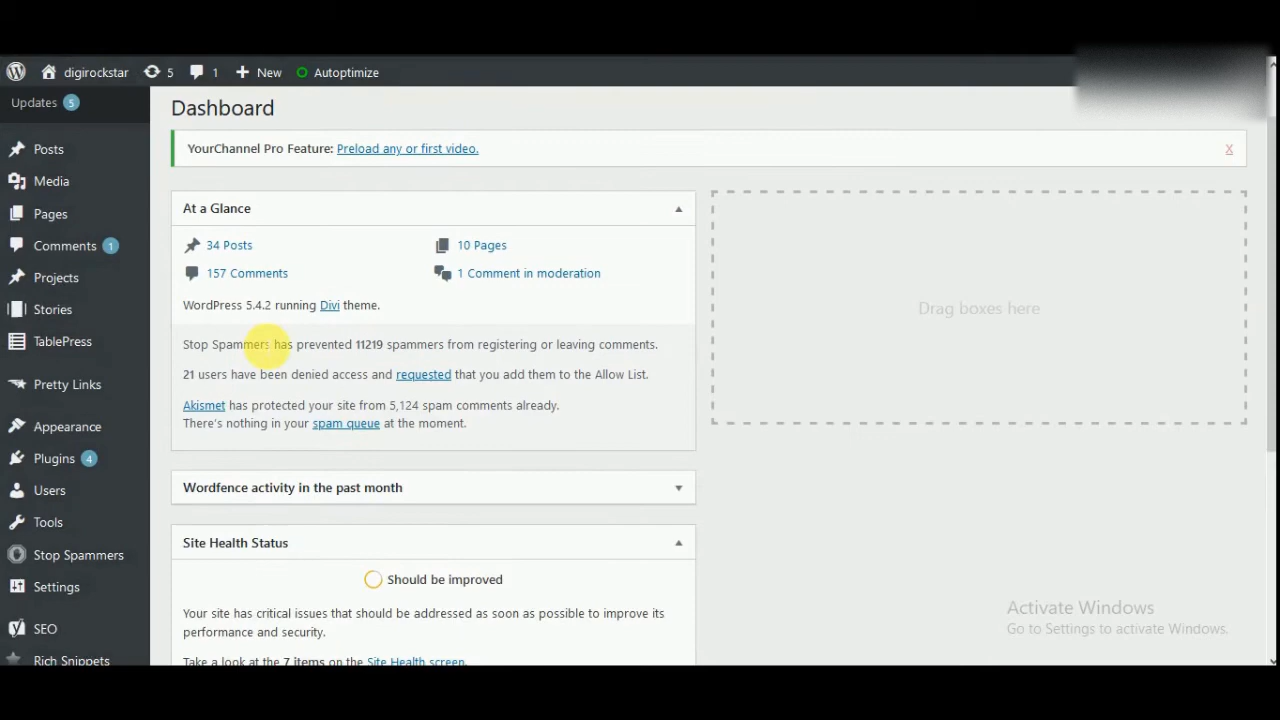 digirockstar 5 1 New Autoptimize
Updates 5
Posts
Media
Pages
Comments 1
Projects
Stories
TablePress
Pretty Links
Appearance
Plugins 4
Users
Tools
Stop Spammers
Settings
SEO
Rich Snippets
Dashboard
YourChannel Pro Feature: Preload any or first video. X
At a Glance
34 Posts 10 Pages
157 Comments 1 Comment in moderation
WordPress 5.4.2 running Divi theme.
Stop Spammers has prevented 11219 spammers from registering or leaving comments.
21 users have been denied access and requested that you add them to the Allow List.
Akismet has protected your site from 5,124 spam comments already.
There's nothing in your spam queue at the moment.
Wordfence activity in the past month
Site Health Status
Should be improved
Your site has critical issues that should be addressed as soon as possible to improve its
performance and security.
Take a look at the 7 items on the Site Health screen.
Drag boxes here
Activate Windows
Go to Settings to activate Windows.